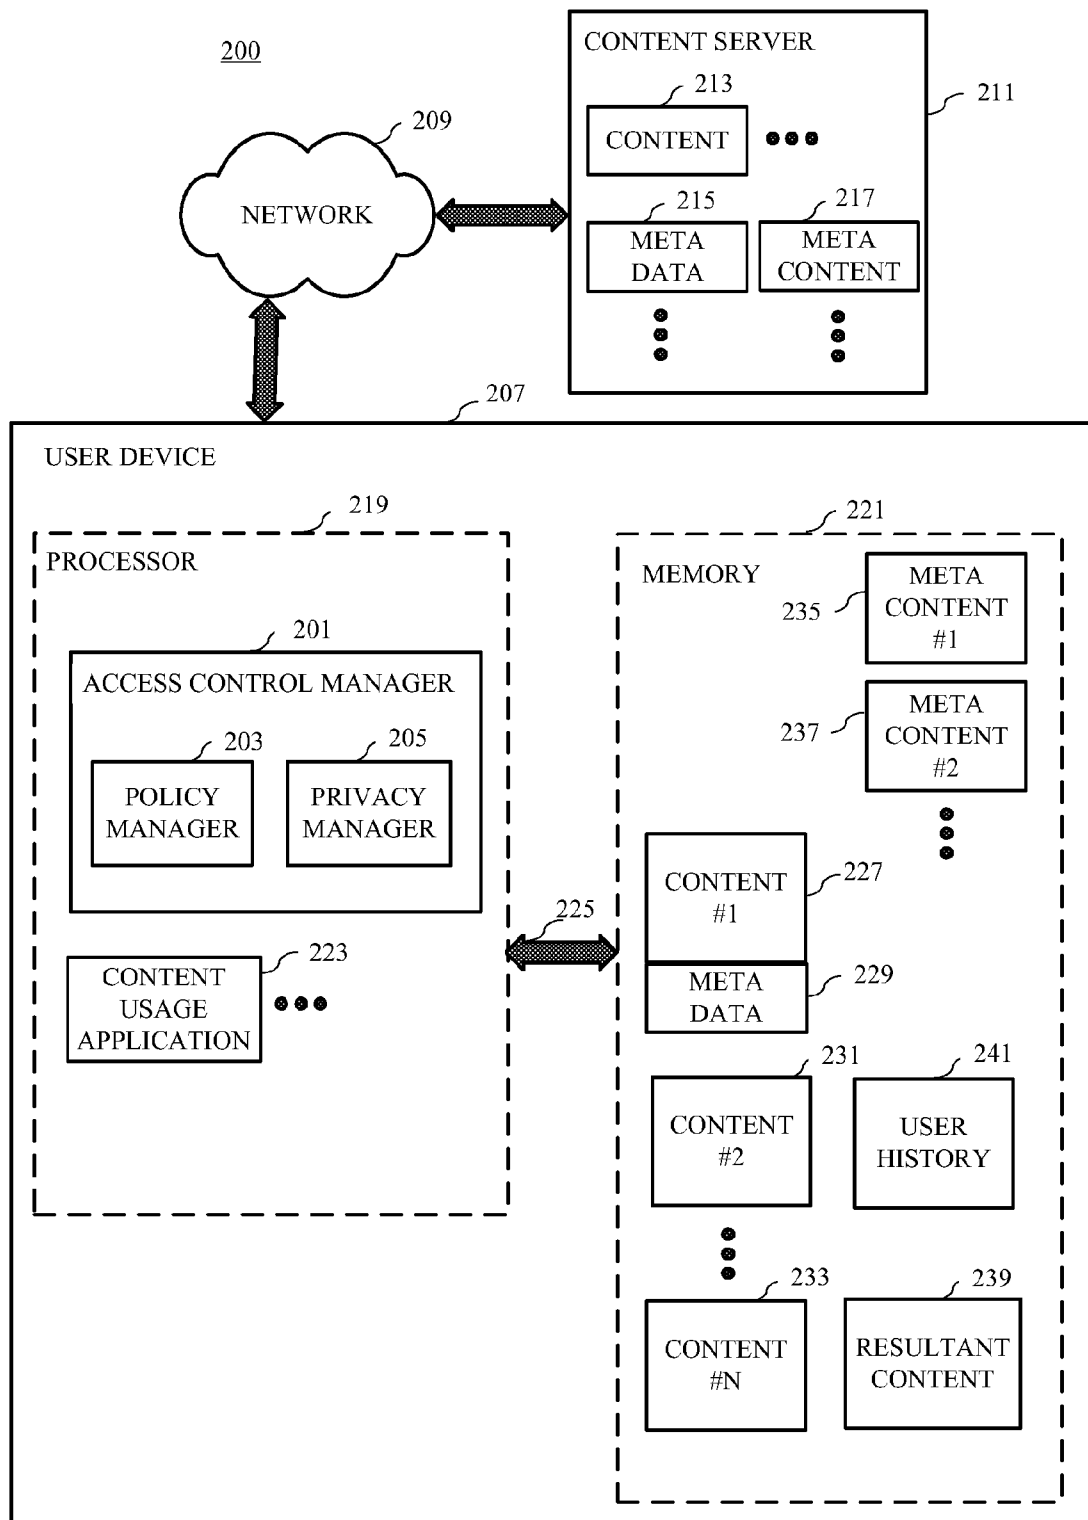 200
CONTENT SERVER
211
213
CONTENT
209
NETWORK
215
META
DATA
217
META
CONTENT
207
USER DEVICE
219
PROCESSOR
201
ACCESS CONTROL MANAGER
203
POLICY
MANAGER
205
PRIVACY
MANAGER
223
CONTENT
USAGE
APPLICATION
225
221
MEMORY
235
META
CONTENT
#1
237
META
CONTENT
#2
CONTENT
#1
227
META
DATA
229
231
CONTENT
#2
241
USER
HISTORY
233
CONTENT
#N
239
RESULTANT
CONTENT